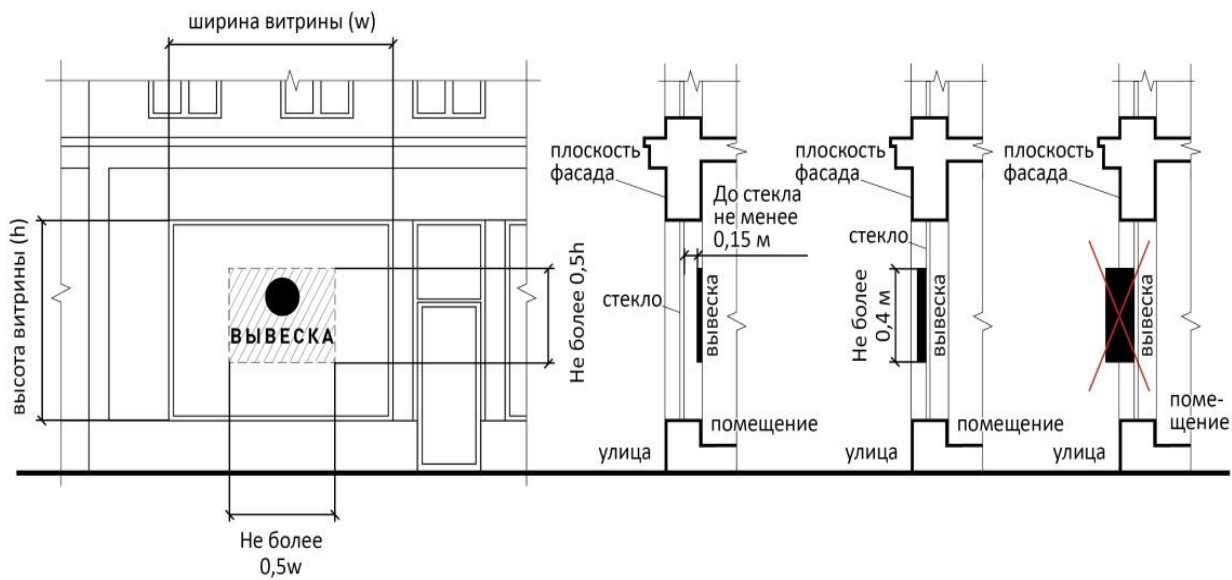 ширина витрины (w)
высота витрины (h)
ВЫВЕСКА
Не более 0,5h
Не более
0,5w
плоскость
фасада
До стекла
не менее
0,15 м
стекло
вывеска
помещение
улица
плоскость
фасада
стекло
Не более
0,4 м
вывеска
помещение
улица
плоскость
фасада
вывеска
поме-
щение
улица